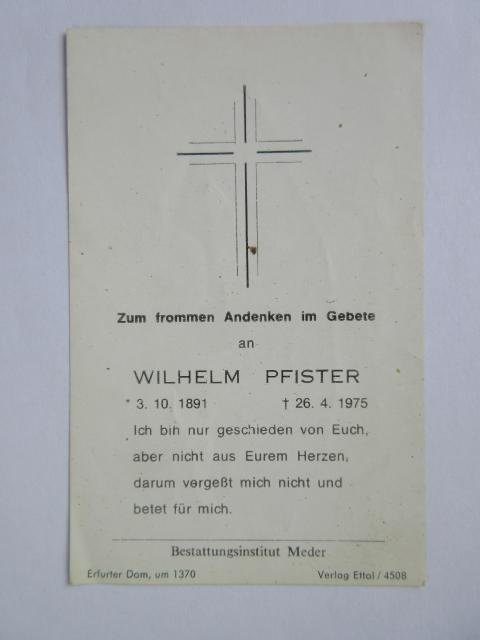 Zum frommen Andenken im Gebete
an
WILHELM PFISTER
* 3. 10. 1891 † 26. 4. 1975
Ich bin nur geschieden von Euch,
aber nicht aus Eurem Herzen,
darum vergeßt mich nicht und
betet für mich.
Bestattungsinstitut Meder
Erfurter Dom, um 1370 Verlag Ettal / 4508